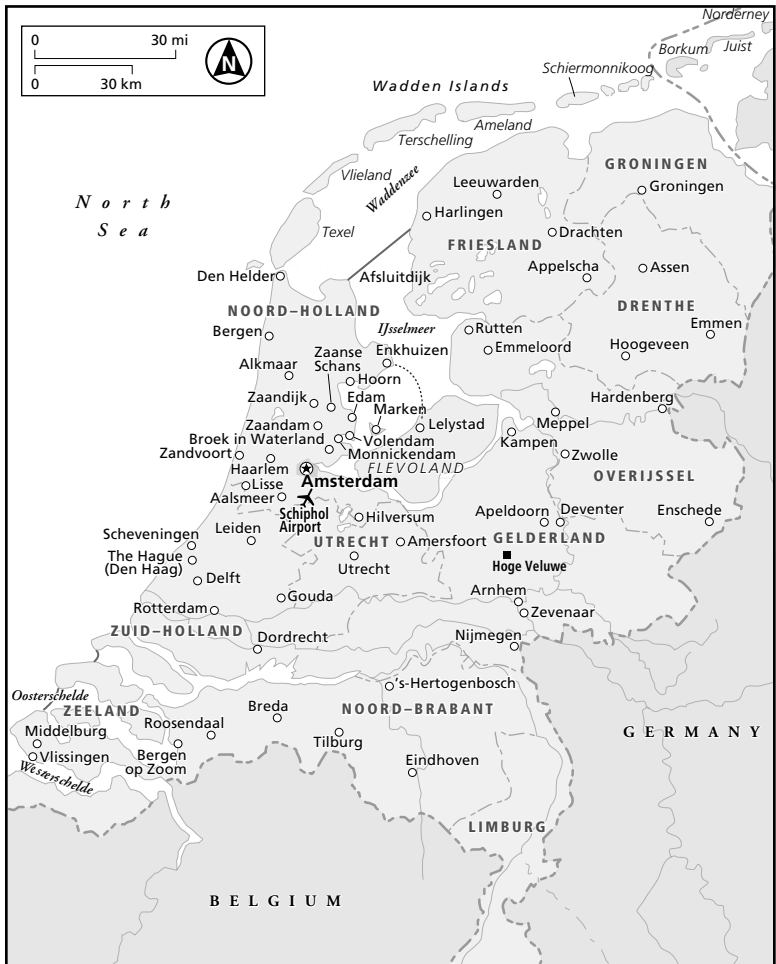 0 30 mi
0 30 km
N
Norderney
Borkum
Juist
Schiermonnikoog
Wadden Islands
Ameland
Terschelling
Vlieland
Waddenzee
Texel
North
Sea
GRONINGEN
Groningen
Leeuwarden
Harlingen
Drachten
FRIESLAND
Appelscha
Assen
Den Helder
Afsluitdijk
DRENTHE
NOORD–HOLLAND
Bergen
IJsselmeer
Rutten
Emmen
Zaanse
Schans
Enkhuizen
Emmeloord
Hoogeveen
Alkmaar
Hoorn
Zaandijk
Edam
Marken
Hardenberg
Zaandam
Lelystad
Meppel
Broek in Waterland
Volendam
Kampen
Zandvoort
Monnickendam
Zwolle
Haarlem
FLEVOLAND
OVERIJSSEL
Lisse
Amsterdam
Aalsmeer
Schiphol
Airport
Hilversum
Apeldoorn
Deventer
Enschede
Scheveningen
Leiden
UTRECHT
Amersfoort
GELDERLAND
The Hague
(Den Haag)
Utrecht
Hoge Veluwe
Delft
Gouda
Arnhem
Rotterdam
Zevenaar
ZUID–HOLLAND
Dordrecht
Nijmegen
Oosterschelde
's-Hertogenbosch
ZEELAND
Breda
NOORD–BRABANT
Roosendaal
GERMANY
Middelburg
Tilburg
Vlissingen
Bergen
op Zoom
Eindhoven
Westerschelde
LIMBURG
BELGIUM